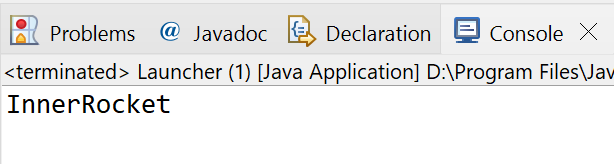 Problems @ Javadoc Declaration Console
<terminated> Launcher (1) [Java Application] D:\Program Files\Jav
InnerRocket